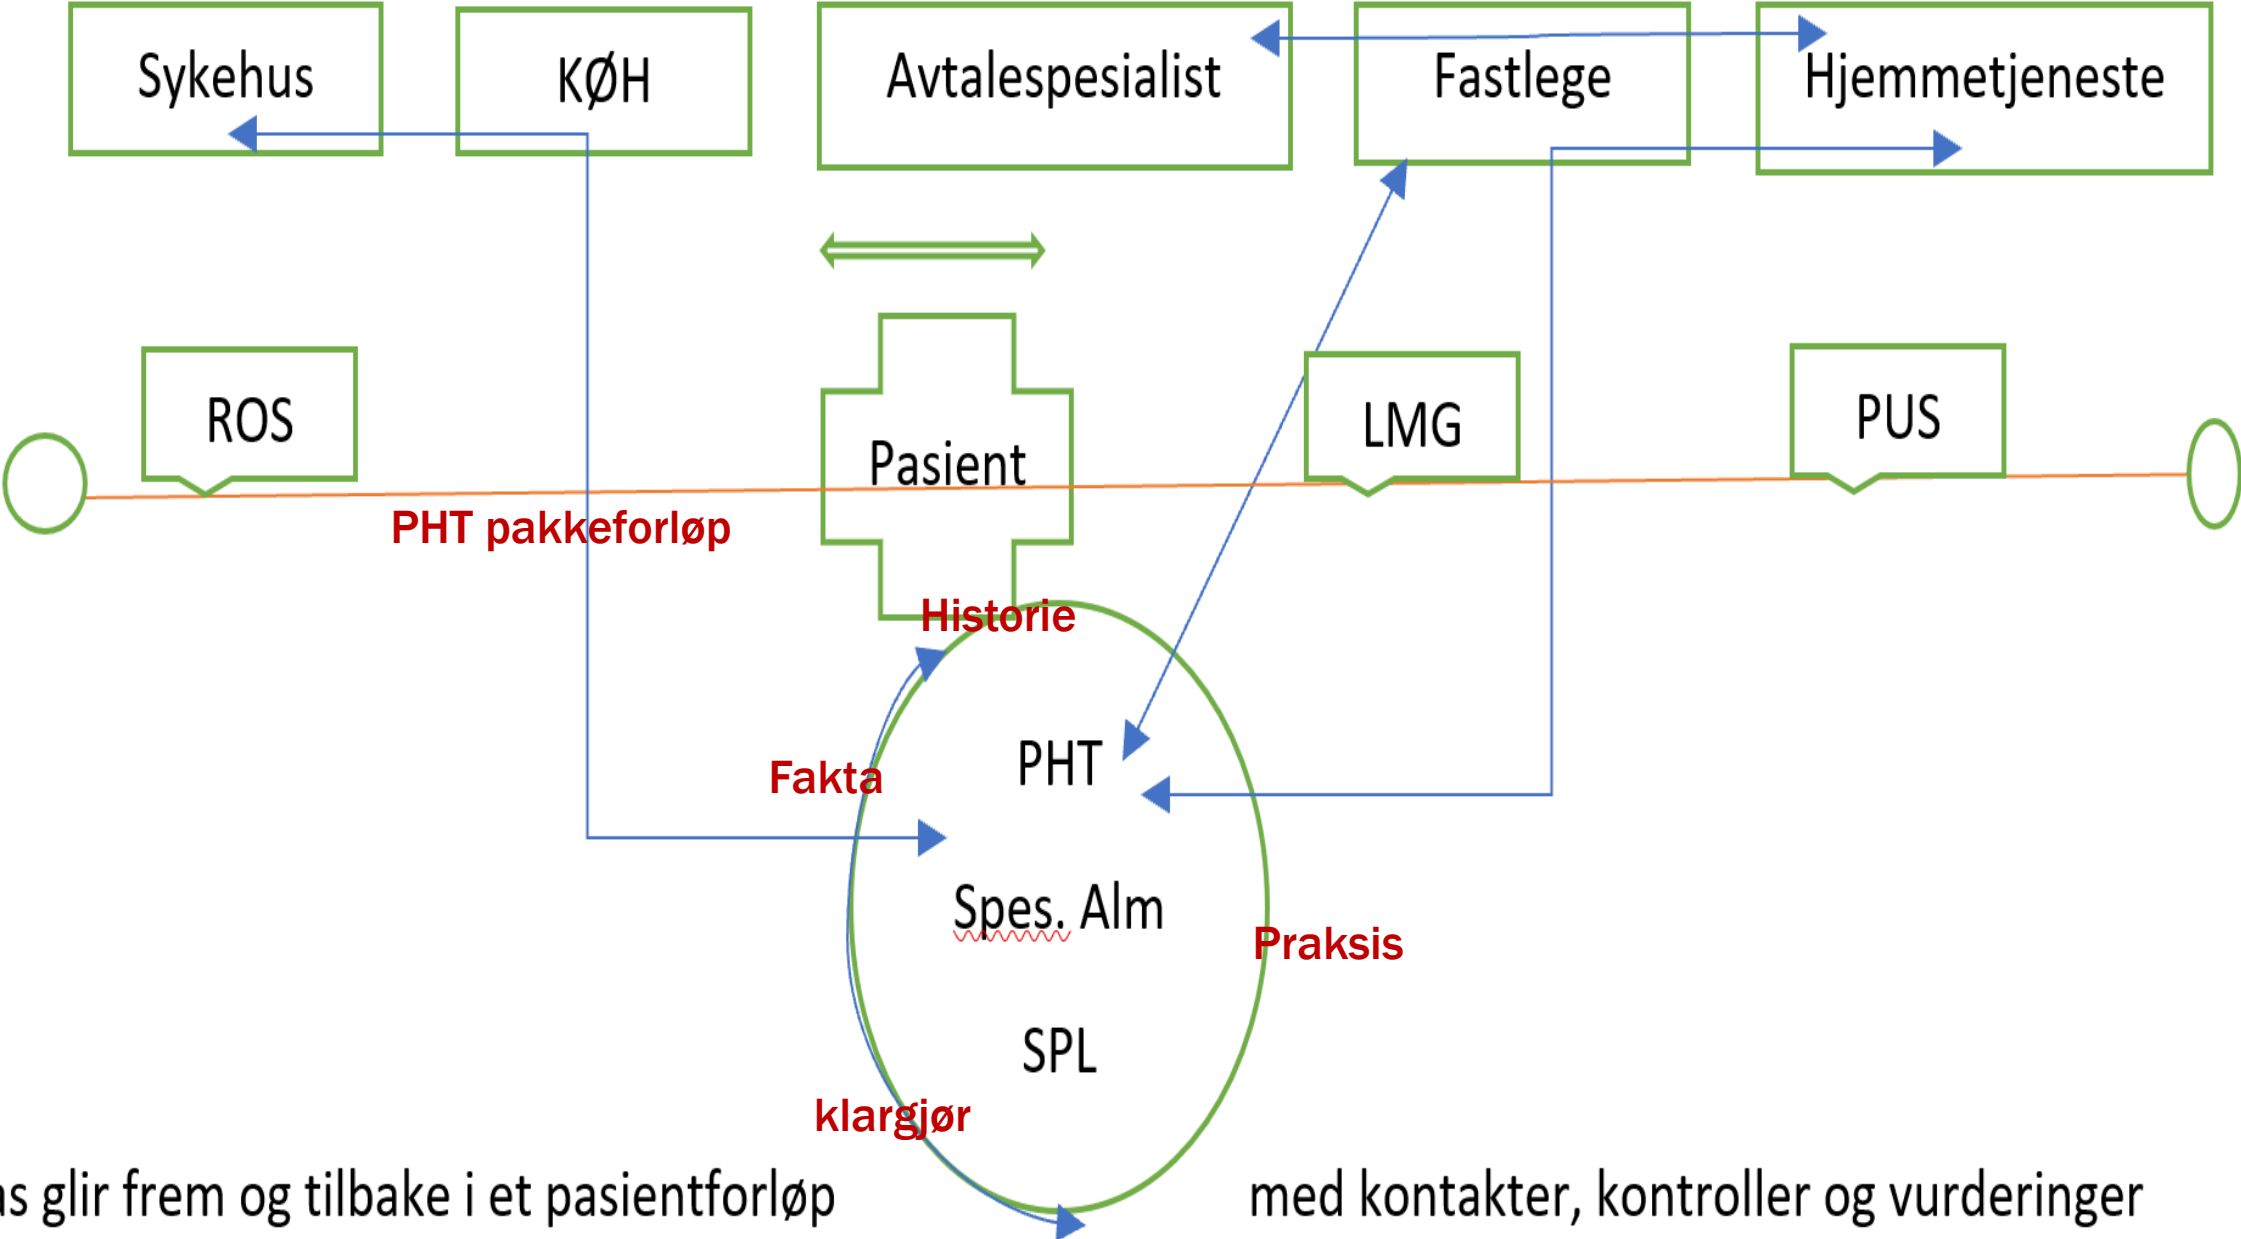 Sykehus
KØH
Avtalespesialist
Fastlege
Hjemmetjeneste
ROS
Pasient
LMG
PUS
PHT pakkeforløp
Historie
PHT
Fakta
Spes. Alm
Praksis
SPL
klargjør
glir frem og tilbake i et pasientforløp
med kontakter, kontroller og vurderinger